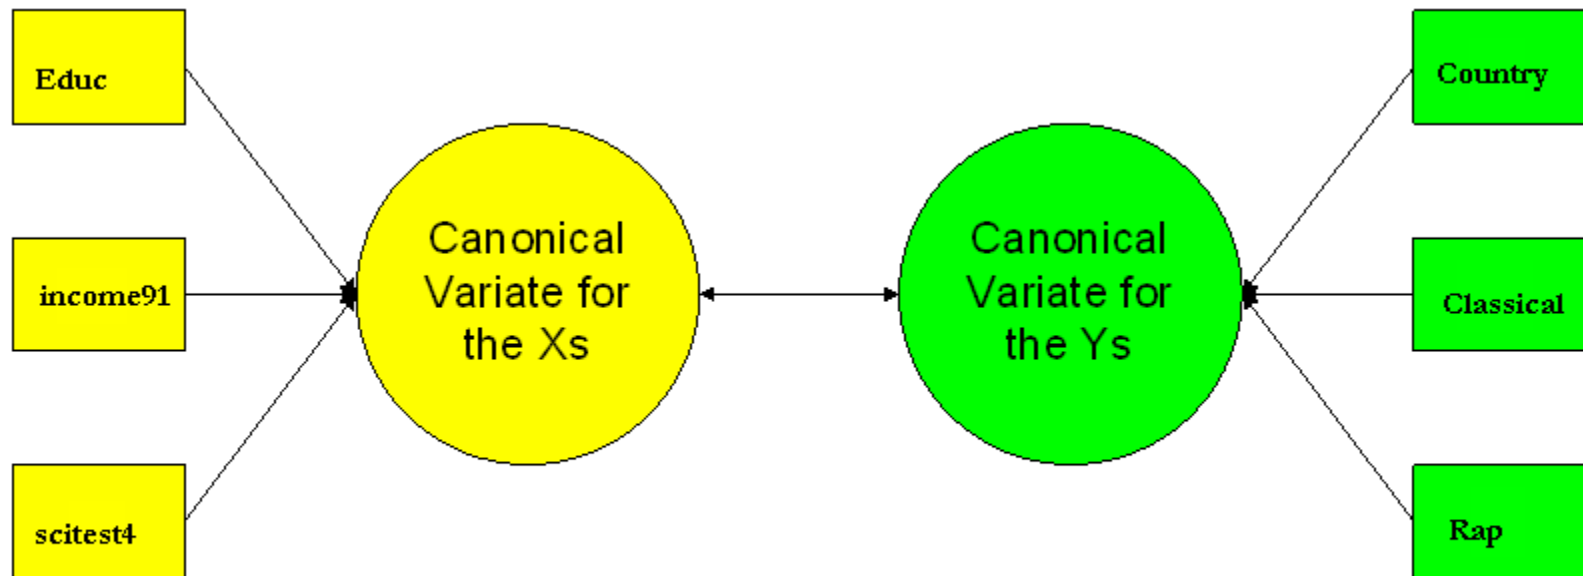 Educ
income91
scitest4
Canonical
Variate for
the Xs
Canonical
Variate for
the Ys
Country
Classical
Rap